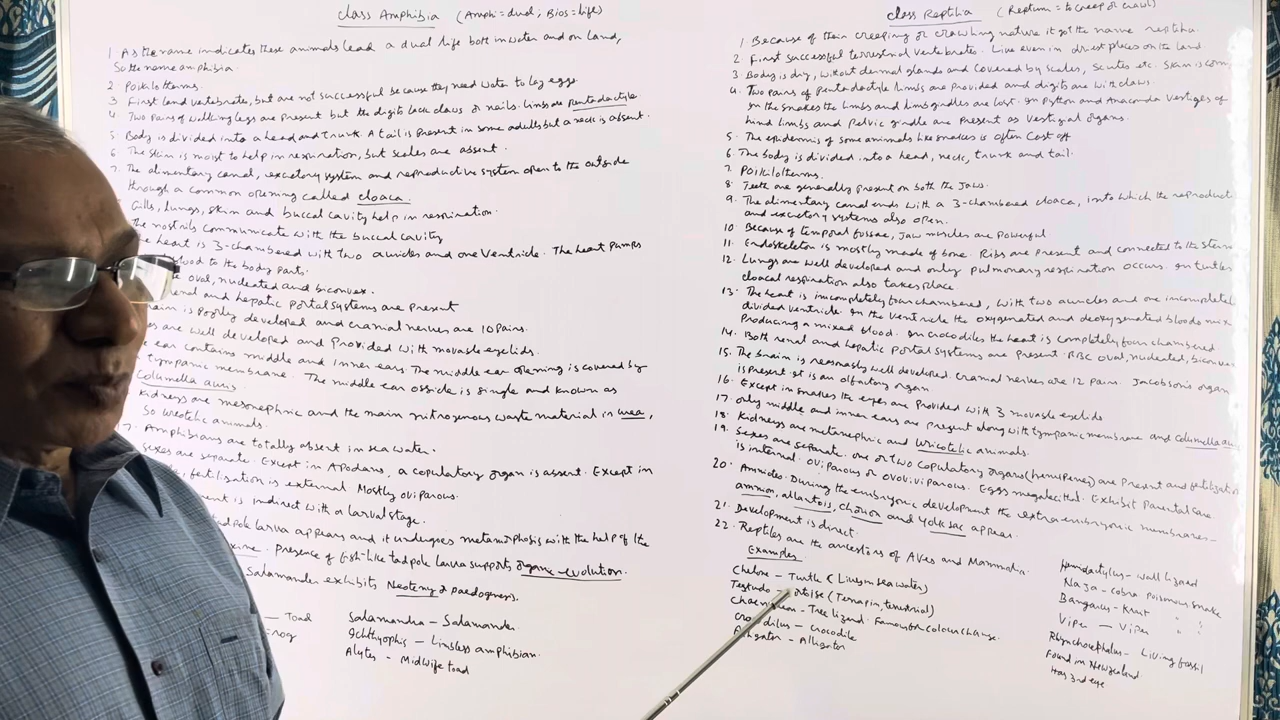 class Amphibia (Amphi = dual ; Bios = life)
1. As the name indicates these animals lead a dual life both in water and on land,
So the name amphibia.
2 Poikilotherms.
3 First land vertebrates, but are not successful because they need water to lay eggs
4 Two pairs of walking legs are present but the digits lack claws or nails. Limbs are pentadactyle
5 Body is divided into a head and trunk. A tail is present in some adults but a neck is absent.
6 The skin is moist to help in respiration, but scales are absent.
7. The alimentary canal, excretory system and reproductive system open to the outside
through a common opening called cloaca.
Gills, lungs, skin and buccal cavity help in respiration.
The nostrils communicate with the buccal cavity
heart is 3-chambered with two auricles and one ventricle. The heart pumps
blood to the body parts.
oval, nucleated and biconvex.
and hepatic portal systems are present
is poorly developed and cranial nerves are 10 pairs.
are well developed and provided with movable eyelids.
ear contains middle and inner ears. The middle ear opening is covered by
tympanic membrane. The middle ear ossicle is single and known as
Columella auris.
Kidneys are mesonephric and the main nitrogenous waste material in urea,
So ureotelic animals.
Amphibians are totally absent in sea water.
sexes are separate. Except in Apodans, a copulatory organ is absent. Except in
fertilization is external. Mostly oviparous.
is indirect with a larval stage.
tadpole larva appears and it undergoes metamorphosis with the help of the
Presence of fish-like tadpole larva supports organic-evolution.
Salamander exhibits Neotemy & paedogenesis.
— Toad
Frog
Salamandra – Salamander
Ichthyophis – Limbless amphibian.
Alytes – Midwife toad
class Reptilia (Reptum = to creep or crawl)
1 Because of their creeping or crawling nature it got the name reptilia.
2 First successful terrestrial vertebrates. Live even in driest places on the land.
3 Body is dry, without dermal glands and covered by scales, scutes etc. Skin is
4. Two pairs of pentadactyle limbs are provided and digits are with claws.
In the snakes the limbs and limb girdles are lost. In Python and Anaconda vestiges of
hind limbs and pelvic girdle are present as vestigial organs.
5. The epidermis of some animals like snakes is often cast off
6 The body is divided into a head, neck, trunk and tail.
7. Poikilotherms.
8. Teeth are generally present on both the jaws.
9. The alimentary canal ends with a 3-chambered cloaca, into which the reproduct
and excretory systems also open.
10 Because of temporal fossae, jaw muscles are powerful
11. Endoskeleton is mostly made of bone. Ribs are present and connected to the
12. Lungs are well developed and only pulmonary respiration occurs. In turtles
cloacal respiration also takes place
13. The heart is incompletely four chambered, with two auricles and one incomplete
divided ventricle. In the ventricle the oxygenated and deoxygenated bloods mix
producing a mixed blood. In crocodiles the heart is completely four chambered
14. Both renal and hepatic portal systems are present. RBC oval, nucleated, biconvex
15. The brain is reasonably well developed. Cranial nerves are 12 pairs. Jacobson's organ
is present. It is an olfactory organ
16. Except in snakes the eyes are provided with 3 movable eyelids
17. Only middle and inner ears are present along with tympanic membrane and columella
18. Kidneys are metanephric and Uricotelic animals.
19. Sexes are separate. One or two copulatory organs (hemipenes) are present and fertilization
is internal. Oviparous or ovoviviparous. Eggs megalecithal. Exhibit parental care
20. Amniotes. During the embryonic development the extra-embryonic membranes –
amnion, allantois, chorion and yolk sac appear.
21. Development is direct.
22. Reptiles are the ancestors of Aves and Mammalia.
Examples
Chelone – Turtle (Lives in sea water)
Testudo (Terrapin, terrestrial)
– Tree lizard. Famous for colour change.
– Crocodile
– Alligator
Hemidactylus – wall lizard
Naja – cobra poisonous snake
Bangarus – Krait " "
Viper — Viper " "
Rhynchocephalus – Living fossil
Found in Newzealand
Has 3rd eye